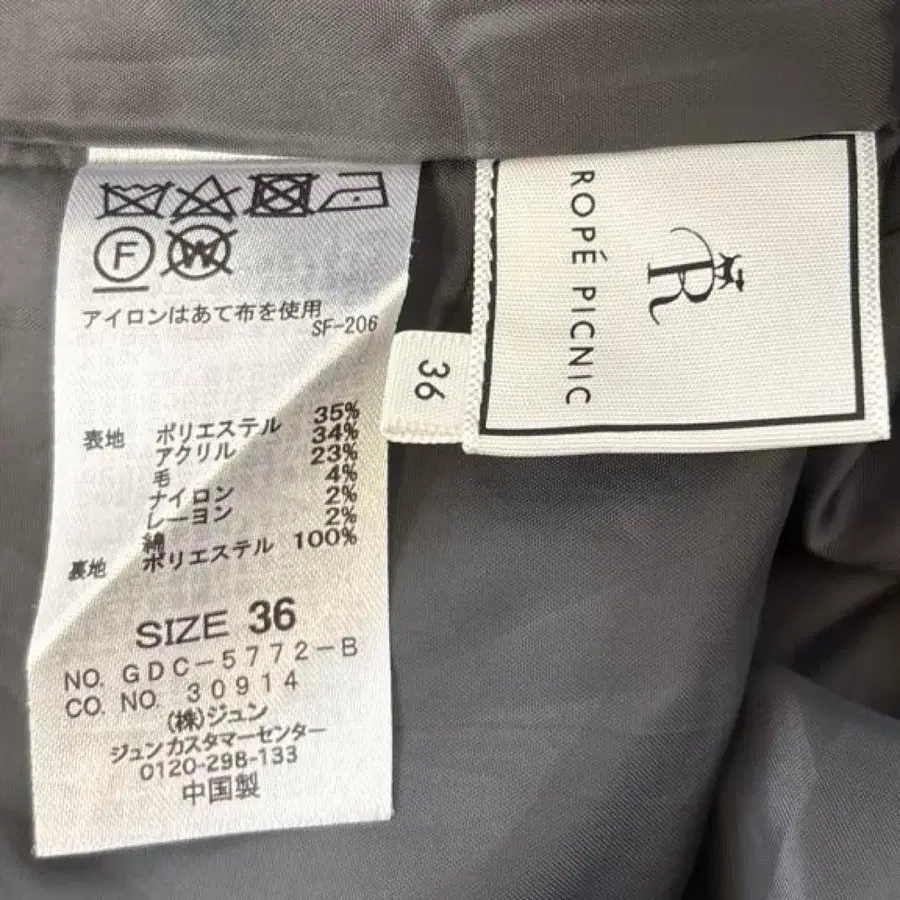 F
W
アイロンはあて布を使用
SF-206
表地 ポリエステル 35%
アクリル 34%
毛 23%
ナイロン 4%
レーヨン 2%
綿 2%
裏地 ポリエステル 100%
SIZE 36
NO. GDC-5772-B
CO. NO. 30914
(株)ジュン
ジュンカスタマーセンター
0120-298-133
中国製
36
R
ROPÉ PICNIC